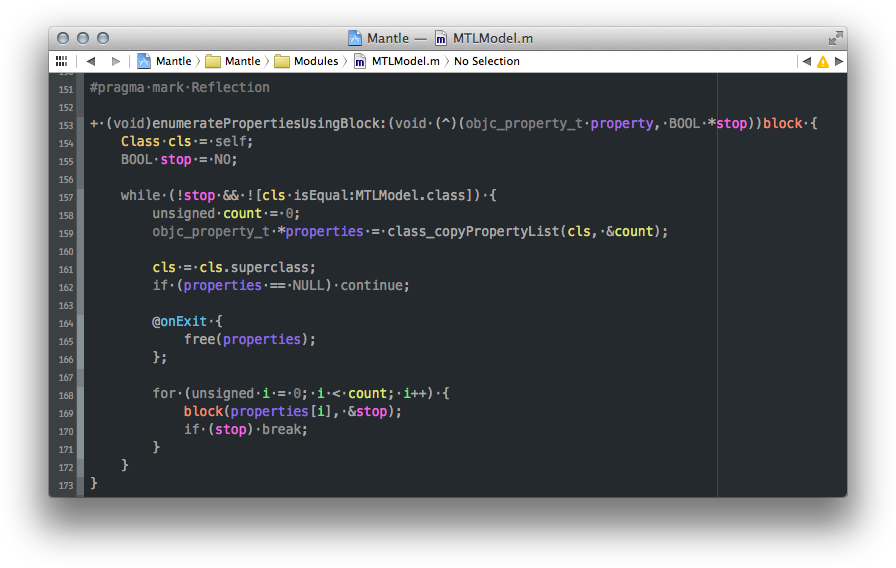 Mantle — MTLModel.m
Mantle 〉 Mantle 〉 Modules 〉 MTLModel.m 〉 No Selection
151 #pragma·mark·Reflection
152
153 +·(void)enumeratePropertiesUsingBlock:(void·(^)(objc_property_t·property,·BOOL·*stop))block·{
154 Class·cls·=·self;
155 BOOL·stop·=·NO;
156
157 while·(!stop·&&·![cls·isEqual:MTLModel.class])·{
158 unsigned·count·=·0;
159 objc_property_t·*properties·=·class_copyPropertyList(cls,·&count);
160
161 cls·=·cls.superclass;
162 if·(properties·==·NULL)·continue;
163
164 @onExit·{
165 free(properties);
166 };
167
168 for·(unsigned·i·=·0;·i·<·count;·i++)·{
169 block(properties[i],·&stop);
170 if·(stop)·break;
171 }
172 }
173 }